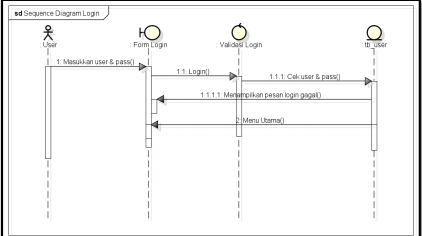 sd Sequence Diagram Login
User
Form Login
Validasi Login
tb_user
1: Masukkan user & pass()
1.1: Login()
1.1.1: Cek user & pass()
1.1.1.1: Menampilkan pesan login gagal()
2: Menu Utama()